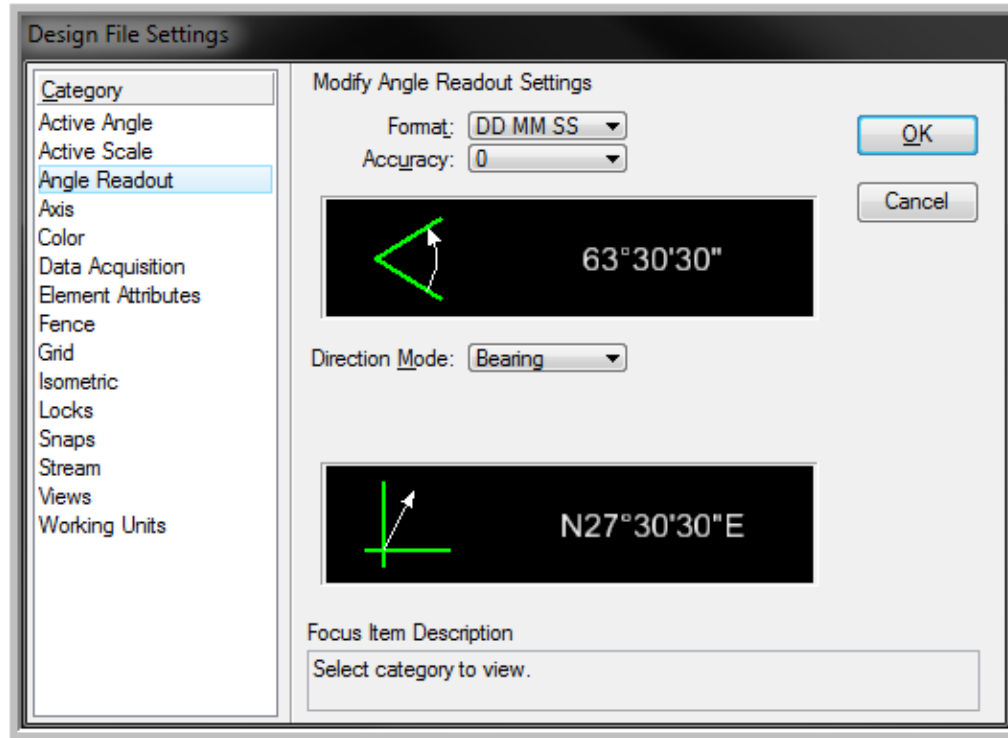 Design File Settings
Category
Active Angle
Active Scale
Angle Readout
Axis
Color
Data Acquisition
Element Attributes
Fence
Grid
Isometric
Locks
Snaps
Stream
Views
Working Units
Modify Angle Readout Settings
Format: DD MM SS
Accuracy: 0
63°30'30"
Direction Mode: Bearing
N27°30'30"E
OK
Cancel
Focus Item Description
Select category to view.